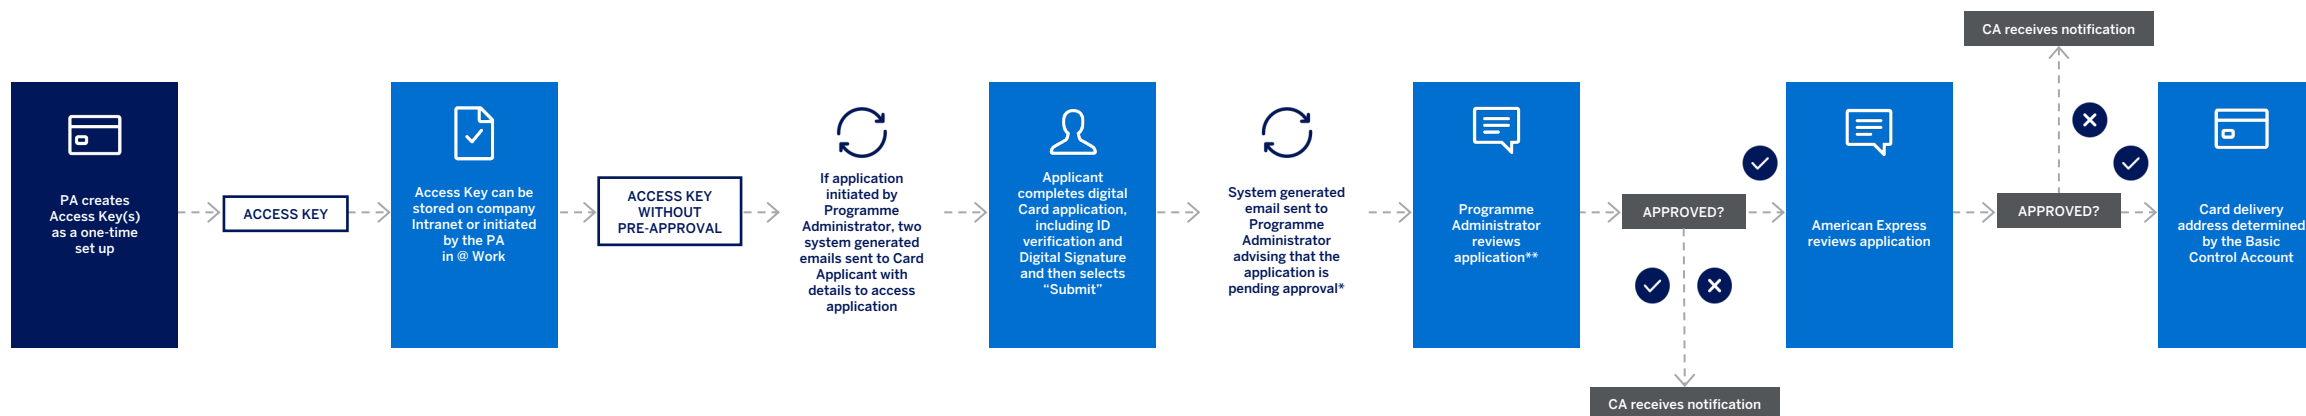 PA creates
Access Key(s)
as a one-time
set up
ACCESS KEY
Access Key can be
stored on company
Intranet or initiated
by the PA
in @ Work
ACCESS KEY
WITHOUT
PRE-APPROVAL
If application
initiated by
Programme
Administrator, two
system generated
emails sent to Card
Applicant with
details to access
application
Applicant
completes digital
Card application,
including ID
verification and
Digital Signature
and then selects
“Submit”
System generated
email sent to
Programme
Administrator
advising that the
application is
pending approval*
Programme
Administrator
reviews
application**
APPROVED?
CA receives notification
American Express
reviews application
APPROVED?
CA receives notification
Card delivery
address determined
by the Basic
Control Account